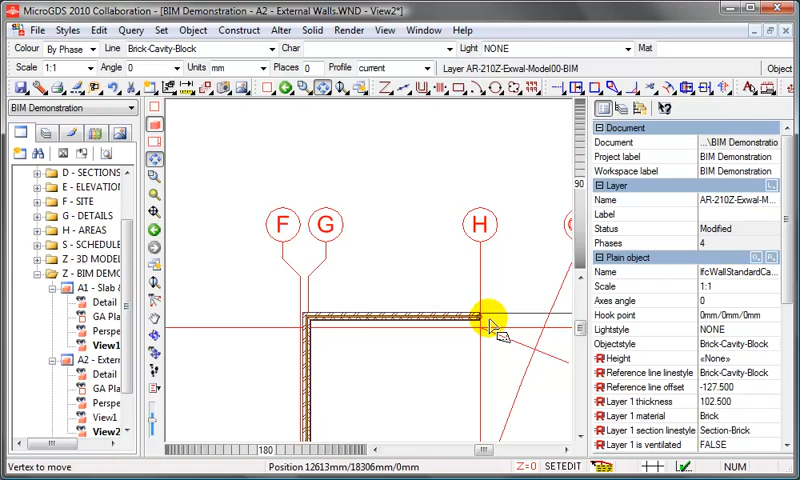 MicroGDS 2010 Collaboration - [BIM Demonstration - A2 - External Walls.WND - View2*]
File Styles Edit Query Set Object Construct Alter Solid Render View Window Help
Colour By Phase Line Brick-Cavity-Block Char Light NONE Mat
Scale 1:1 Angle 0 Units mm Places 0 Profile current Layer AR-210Z-Exwal-Model00-BIM Object
BIM Demonstration
D - SECTIONS
E - ELEVATION
F - SITE
G - DETAILS
H - AREAS
S - SCHEDULE
3D MODEL
Z - BIM DEMO
A1 - Slab &
Detail
GA Plan
Perspe
View1
A2 - Extern
Detail
GA Plan
Perspe
View1
View2
F G H
90
180
Document
Document ...\BIM Demonstratio
Project label BIM Demonstration
Workspace label BIM Demonstration
Layer
Name AR-210Z-Exwal-M...
Label
Status Modified
Phases 4
Plain object
Name IfcWallStandardCa...
Scale 1:1
Axes angle 0
Hook point 0mm/0mm/0mm
Lightstyle NONE
Objectstyle Brick-Cavity-Block
Height «None»
Reference line linestyle Brick-Cavity-Block
Reference line offset -127.500
Layer 1 thickness 102.500
Layer 1 material Brick
Layer 1 section linestyle Section-Brick
Layer 1 is ventilated FALSE
Vertex to move Position 12613mm/18306mm/0mm Z=0 SETEDIT NUM